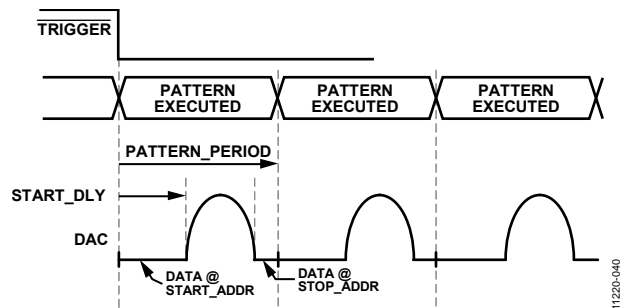 TRIGGER
PATTERN
EXECUTED
PATTERN
EXECUTED
PATTERN
EXECUTED
PATTERN_PERIOD
START_DLY
DAC
DATA @
START_ADDR
DATA @
STOP_ADDR
11220-040